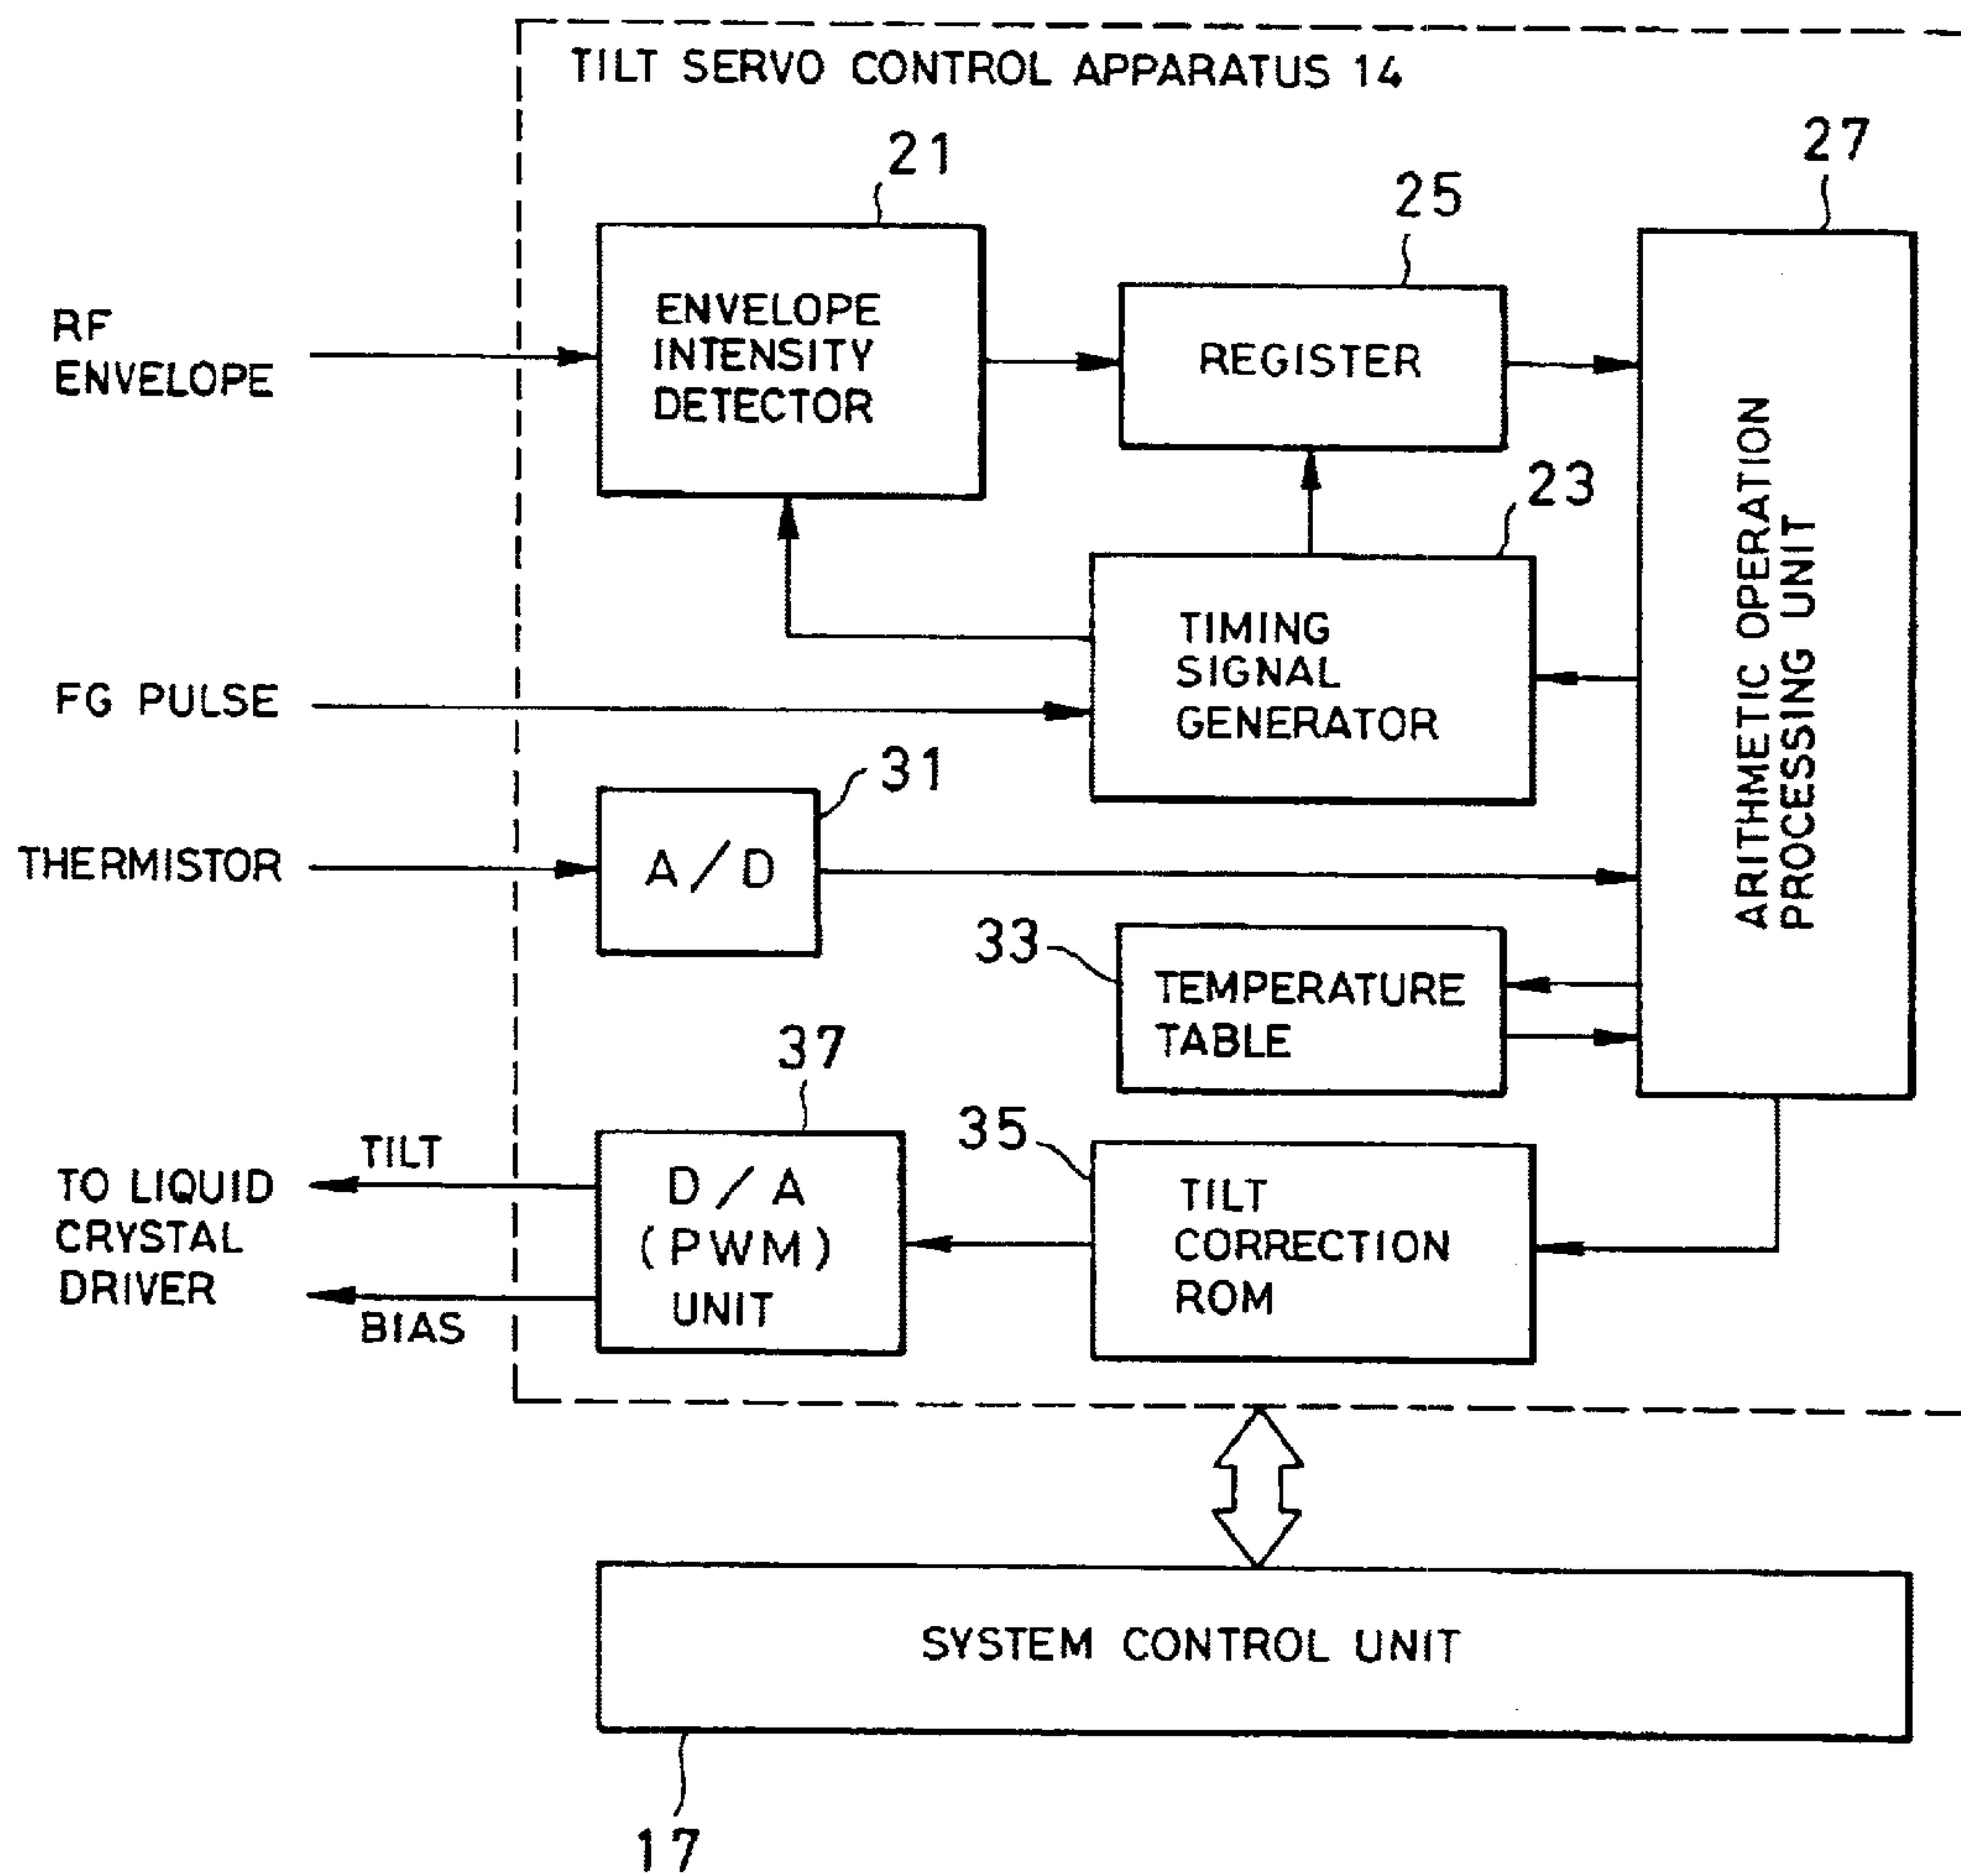 TILT SERVO CONTROL APPARATUS 14
21
25
27
RF
ENVELOPE
ENVELOPE
INTENSITY
DETECTOR
REGISTER
23
ARITHMETIC OPERATION
PROCESSING UNIT
FG PULSE
TIMING
SIGNAL
GENERATOR
31
THERMISTOR
A/D
33
TEMPERATURE
TABLE
37
35
TO LIQUID
CRYSTAL
DRIVER
TILT
BIAS
D/A
(PWM)
UNIT
TILT
CORRECTION
ROM
SYSTEM CONTROL UNIT
17